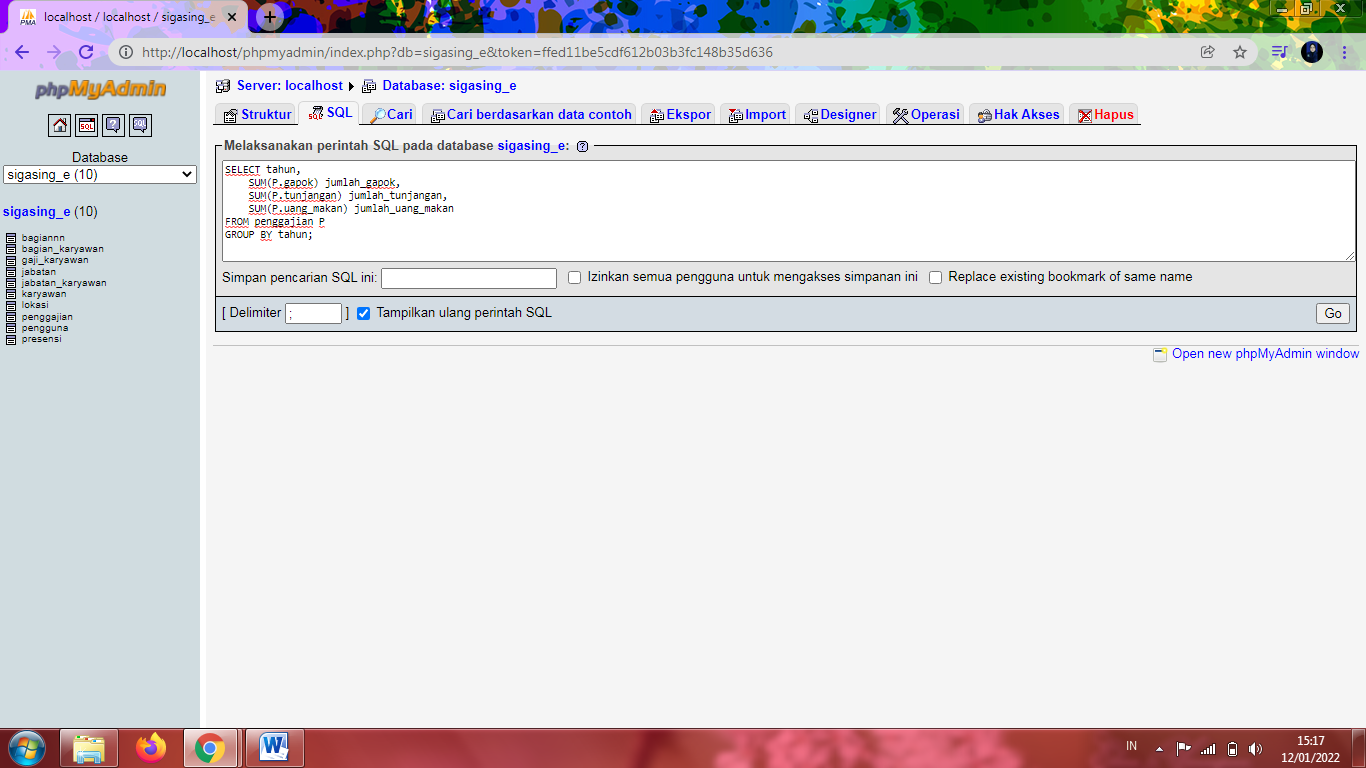 localhost / localhost / sigasing_e
http://localhost/phpmyadmin/index.php?db=sigasing_e&token=ffed11be5cdf612b03b3fc148b35d636
phpMyAdmin
Server: localhost Database: sigasing_e
Struktur SQL Cari Cari berdasarkan data contoh Ekspor Import Designer Operasi Hak Akses Hapus
SQL
Database
sigasing_e (10)
sigasing_e (10)
bagiannn
bagian_karyawan
gaji_karyawan
jabatan
jabatan_karyawan
karyawan
lokasi
penggajian
pengguna
presensi
Melaksanakan perintah SQL pada database sigasing_e:
SELECT tahun,
SUM(P.gapok) jumlah_gapok,
SUM(P.tunjangan) jumlah_tunjangan,
SUM(P.uang_makan) jumlah_uang_makan
FROM penggajian P
GROUP BY tahun;
Simpan pencarian SQL ini: Izinkan semua pengguna untuk mengakses simpanan ini Replace existing bookmark of same name
[ Delimiter ; ] Tampilkan ulang perintah SQL Go
Open new phpMyAdmin window
IN
15:17
12/01/2022